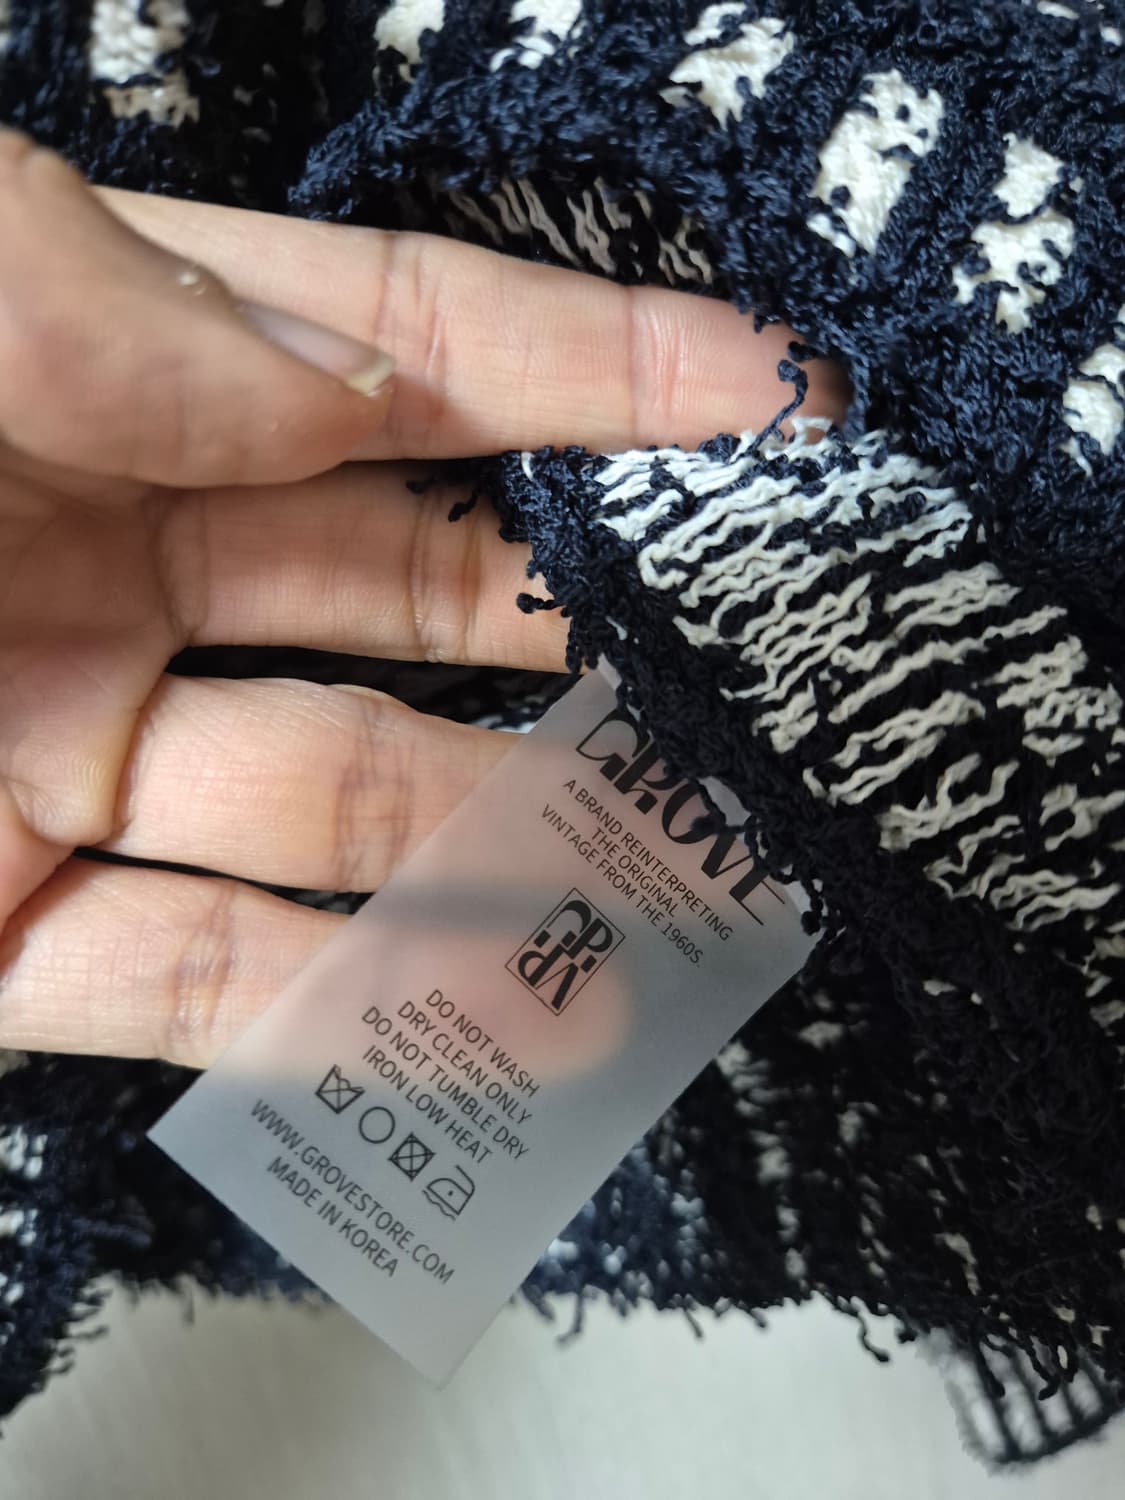 GROVE
A BRAND REINTERPRETING
THE ORIGINAL
VINTAGE FROM THE 1960S.
DO NOT WASH
DRY CLEAN ONLY
DO NOT TUMBLE DRY
IRON LOW HEAT
WWW.GROVESTORE.COM
MADE IN KOREA